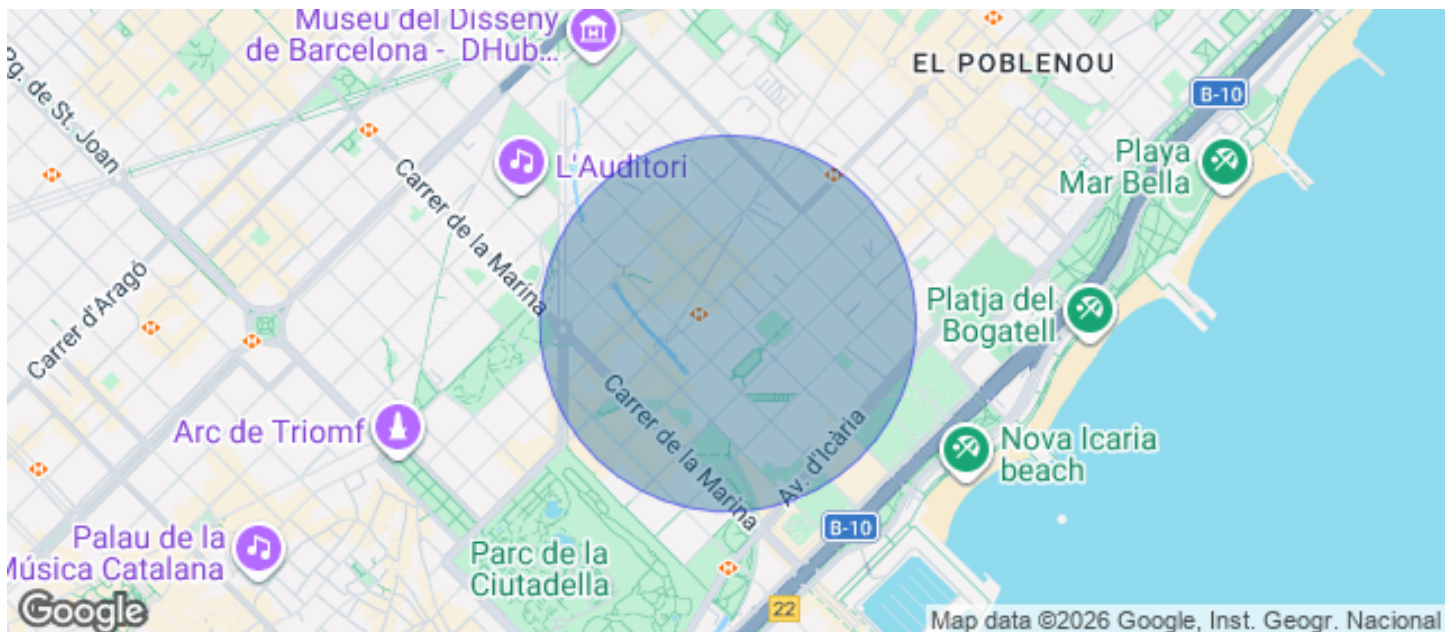 Museu del Disseny
de Barcelona - DHub...
EL POBLENOU
B-10
Pg. de St. Joan
L'Auditori
Playa
Mar Bella
Carrer de la Marina
Carrer d'Aragó
Platja del
Bogatell
Carrer de la Marina
Arc de Triomf
Av. d'Icària
Nova Icaria
beach
B-10
Palau de la
Música Catalana
Parc de la
Ciutadella
22
Google
Map data ©2026 Google, Inst. Geogr. Nacional